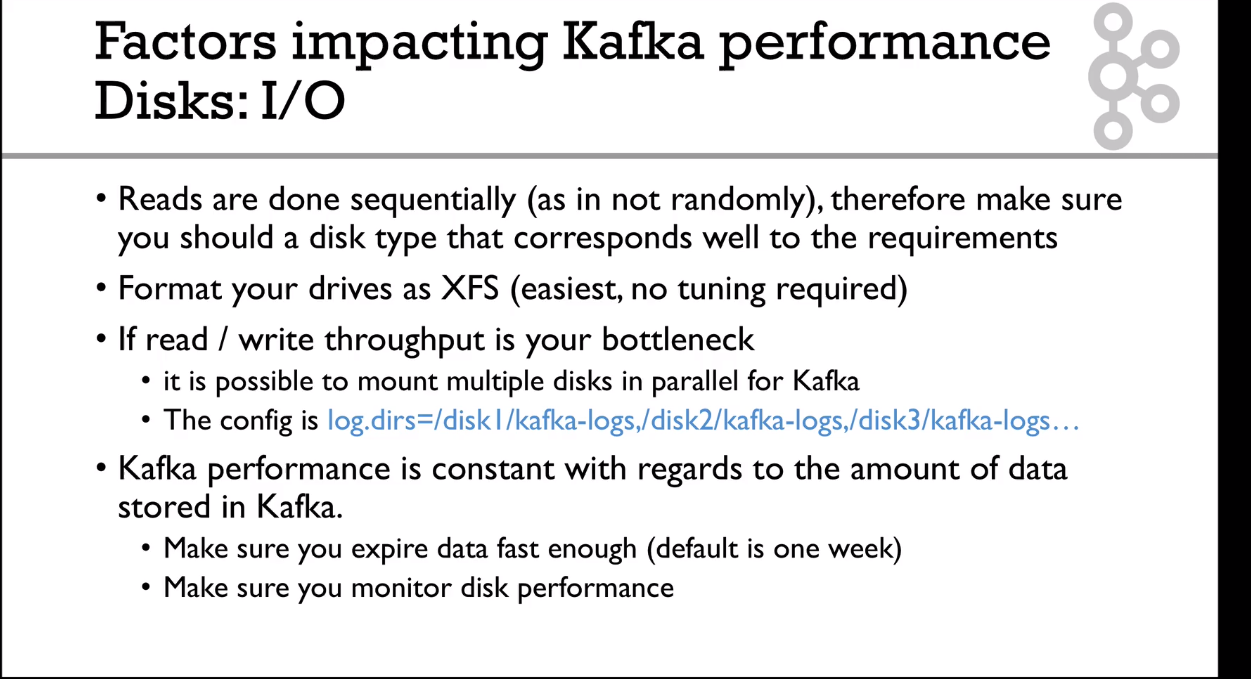 Factors impacting Kafka performance
Disks: I/O
• Reads are done sequentially (as in not randomly), therefore make sure
you should a disk type that corresponds well to the requirements
• Format your drives as XFS (easiest, no tuning required)
• If read / write throughput is your bottleneck
• it is possible to mount multiple disks in parallel for Kafka
• The config is log.dirs=/disk1/kafka-logs,/disk2/kafka-logs,/disk3/kafka-logs…
• Kafka performance is constant with regards to the amount of data
stored in Kafka.
• Make sure you expire data fast enough (default is one week)
• Make sure you monitor disk performance